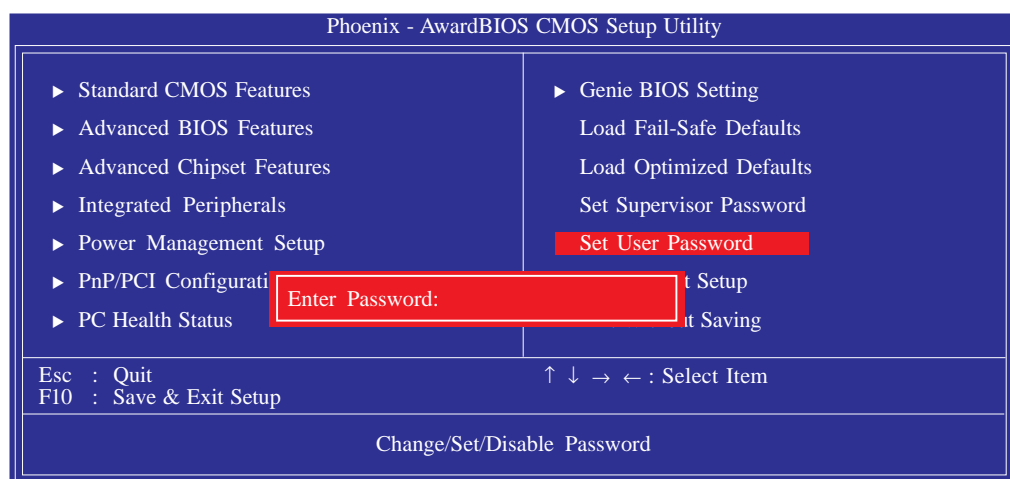 Phoenix - AwardBIOS CMOS Setup Utility
▶ Standard CMOS Features
▶ Advanced BIOS Features
▶ Advanced Chipset Features
▶ Integrated Peripherals
▶ Power Management Setup
▶ PnP/PCI Configurati
▶ PC Health Status
▶ Genie BIOS Setting
Load Fail-Safe Defaults
Load Optimized Defaults
Set Supervisor Password
Set User Password
t Setup
Saving
Enter Password:
Esc : Quit
F10 : Save & Exit Setup
↑ ↓ → ← : Select Item
Change/Set/Disable Password